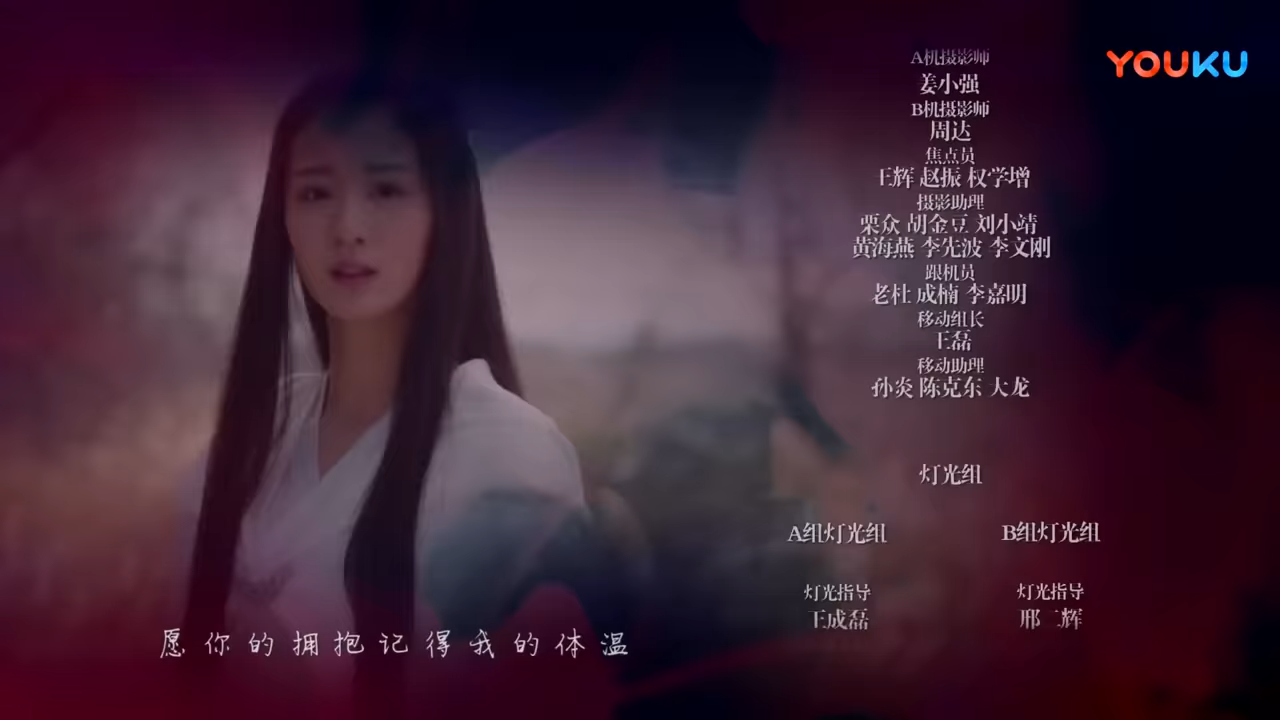 YOUKU
A机摄影师
姜小强
B机摄影师
周达
焦点员
王辉 赵振 权学增
摄影助理
栗众 胡金豆 刘小靖
黄海燕 李先波 李文刚
跟机员
老杜 成楠 李嘉明
移动组长
王磊
移动助理
孙炎 陈克东 大龙
灯光组
A组灯光组 B组灯光组
灯光指导 灯光指导
王成磊 邢二辉
愿你的拥抱记得我的体温